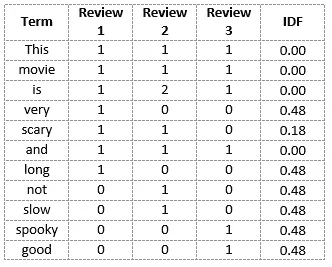 Term Review 1 Review 2 Review 3 IDF
This 1 1 1 0.00
movie 1 1 1 0.00
is 1 2 1 0.00
very 1 0 0 0.48
scary 1 1 0 0.18
and 1 1 1 0.00
long 1 0 0 0.48
not 0 1 0 0.48
slow 0 1 0 0.48
spooky 0 0 1 0.48
good 0 0 1 0.48